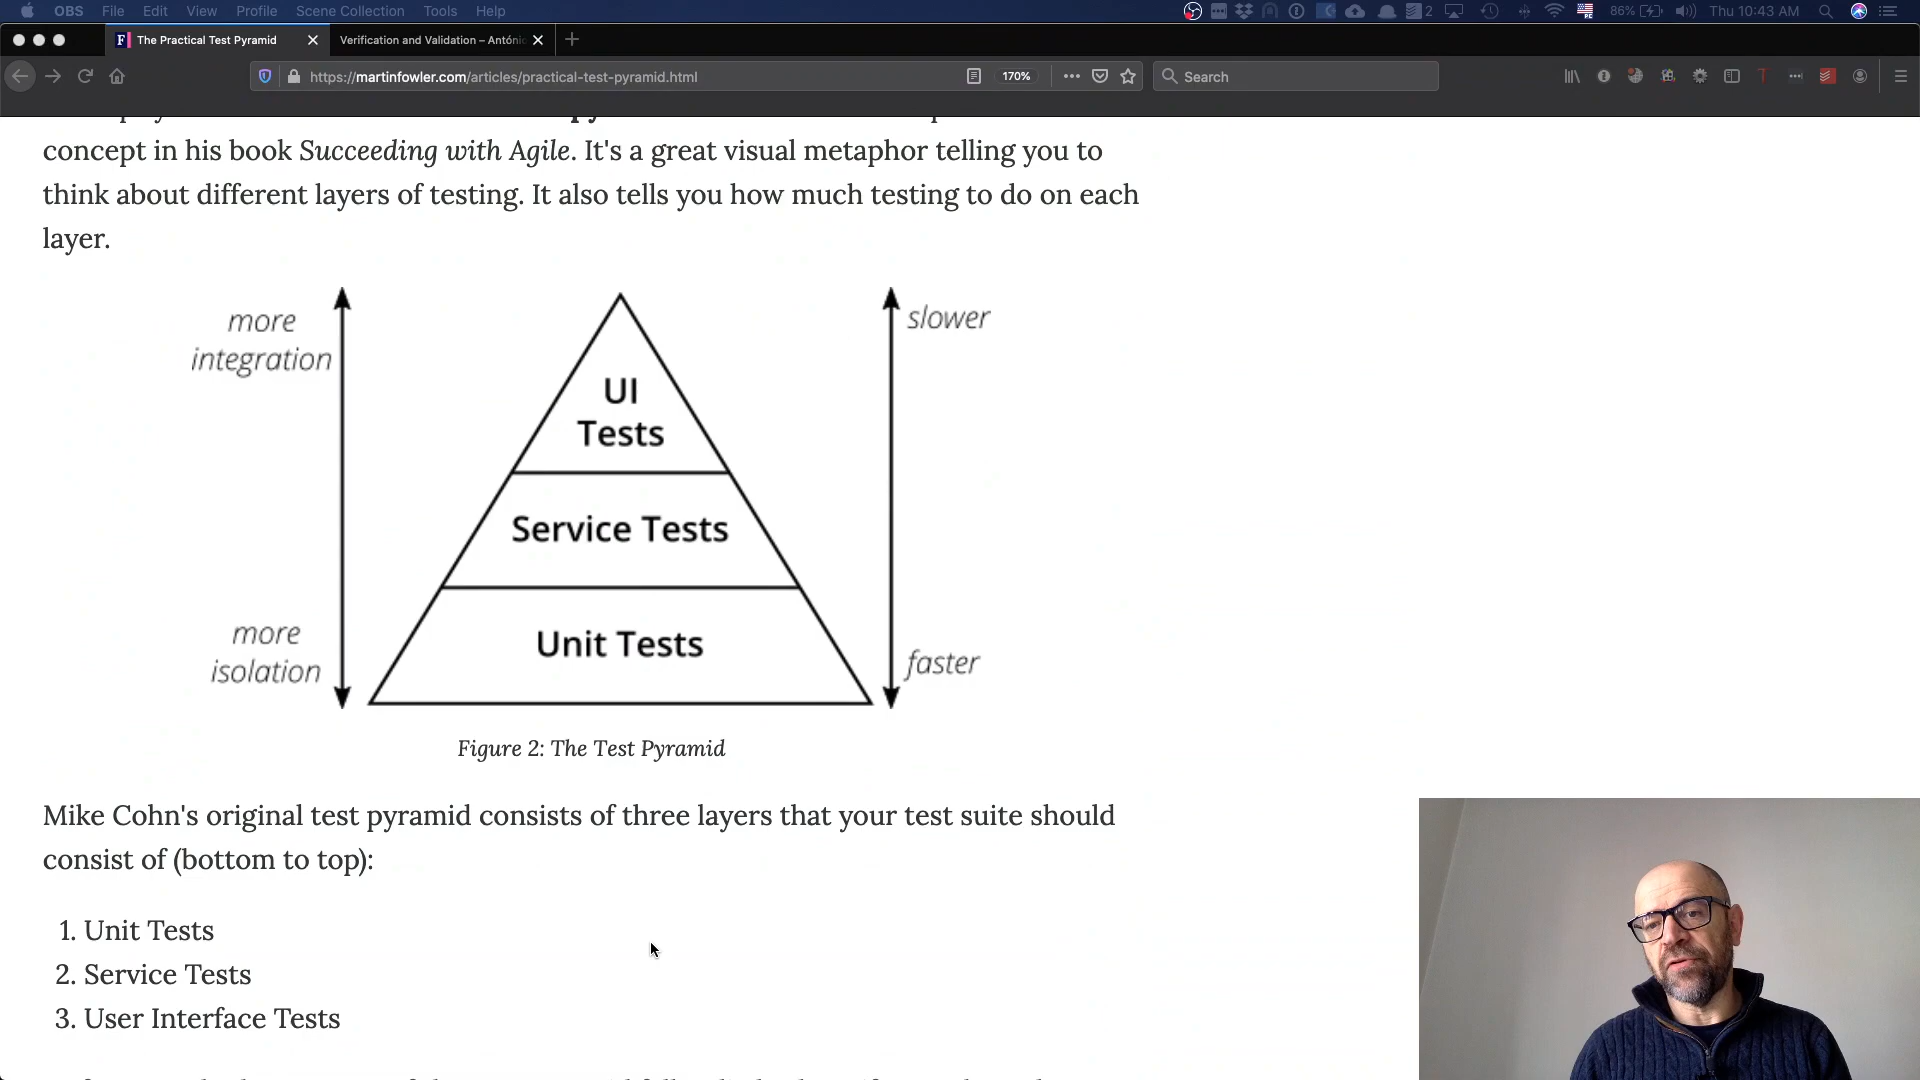 OBS File Edit View Profile Scene Collection Tools Help 2 86% Thu 10:43 AM
The Practical Test Pyramid Verification and Validation – Antóni
https://martinfowler.com/articles/practical-test-pyramid.html 170% Search
concept in his book Succeeding with Agile. It's a great visual metaphor telling you to
think about different layers of testing. It also tells you how much testing to do on each
layer.
more
integration
slower
UI
Tests
Service Tests
Unit Tests
more
isolation
faster
Figure 2: The Test Pyramid
Mike Cohn's original test pyramid consists of three layers that your test suite should
consist of (bottom to top):
1. Unit Tests
2. Service Tests
3. User Interface Tests